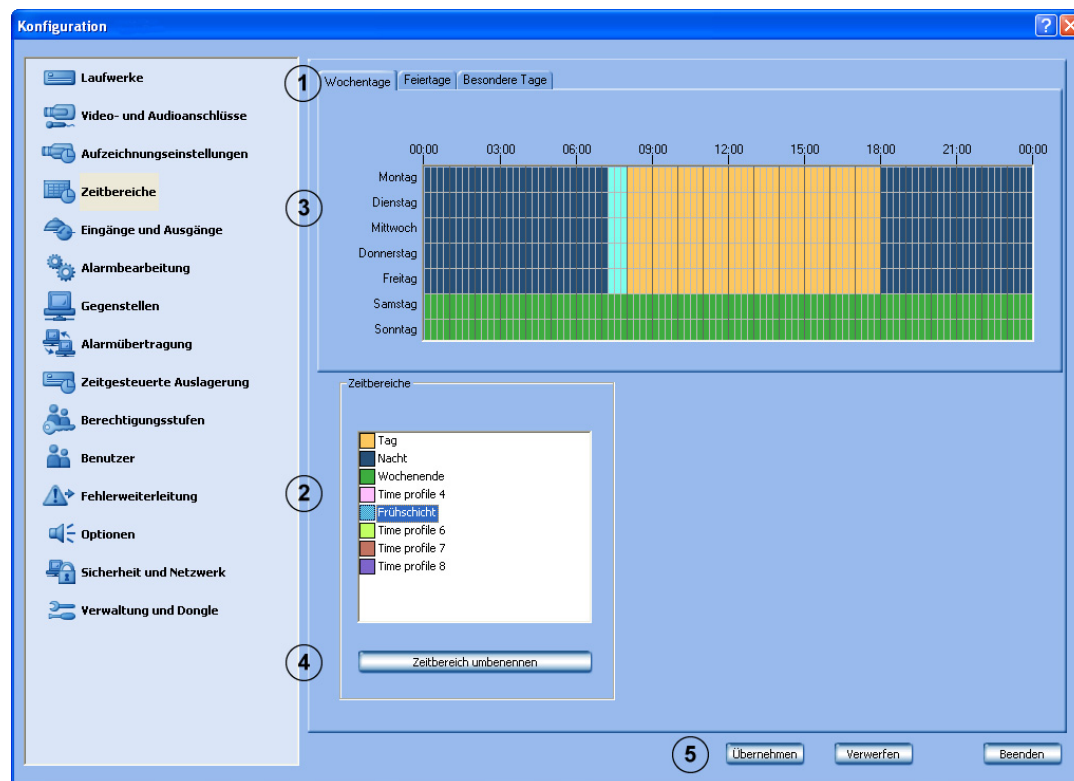 Konfiguration
?
X
Laufwerke
Video- und Audioanschlüsse
Aufzeichnungseinstellungen
Zeitbereiche
Eingänge und Ausgänge
Alarmbearbeitung
Gegenstellen
Alarmübertragung
Zeitgesteuerte Auslagerung
Berechtigungsstufen
Benutzer
Fehlerweiterleitung
Optionen
Sicherheit und Netzwerk
Verwaltung und Dongle
1
Wochentage Feiertage Besondere Tage
00:00 03:00 06:00 09:00 12:00 15:00 18:00 21:00 00:00
3
Montag
Dienstag
Mittwoch
Donnerstag
Freitag
Samstag
Sonntag
Zeitbereiche
2
Tag
Nacht
Wochenende
Time profile 4
Frühschicht
Time profile 6
Time profile 7
Time profile 8
4
Zeitbereich umbenennen
5
Übernehmen Verwerfen Beenden